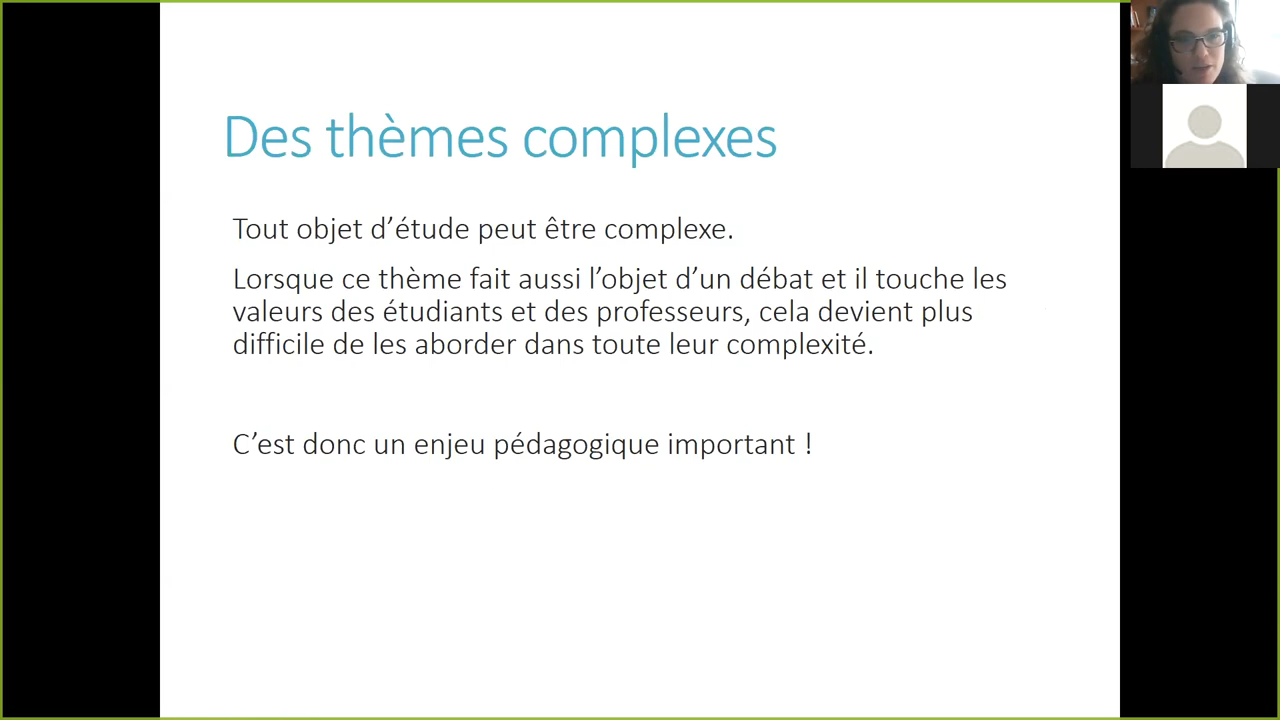 Des thèmes complexes
Tout objet d’étude peut être complexe.
Lorsque ce thème fait aussi l’objet d’un débat et il touche les
valeurs des étudiants et des professeurs, cela devient plus
difficile de les aborder dans toute leur complexité.
C’est donc un enjeu pédagogique important !